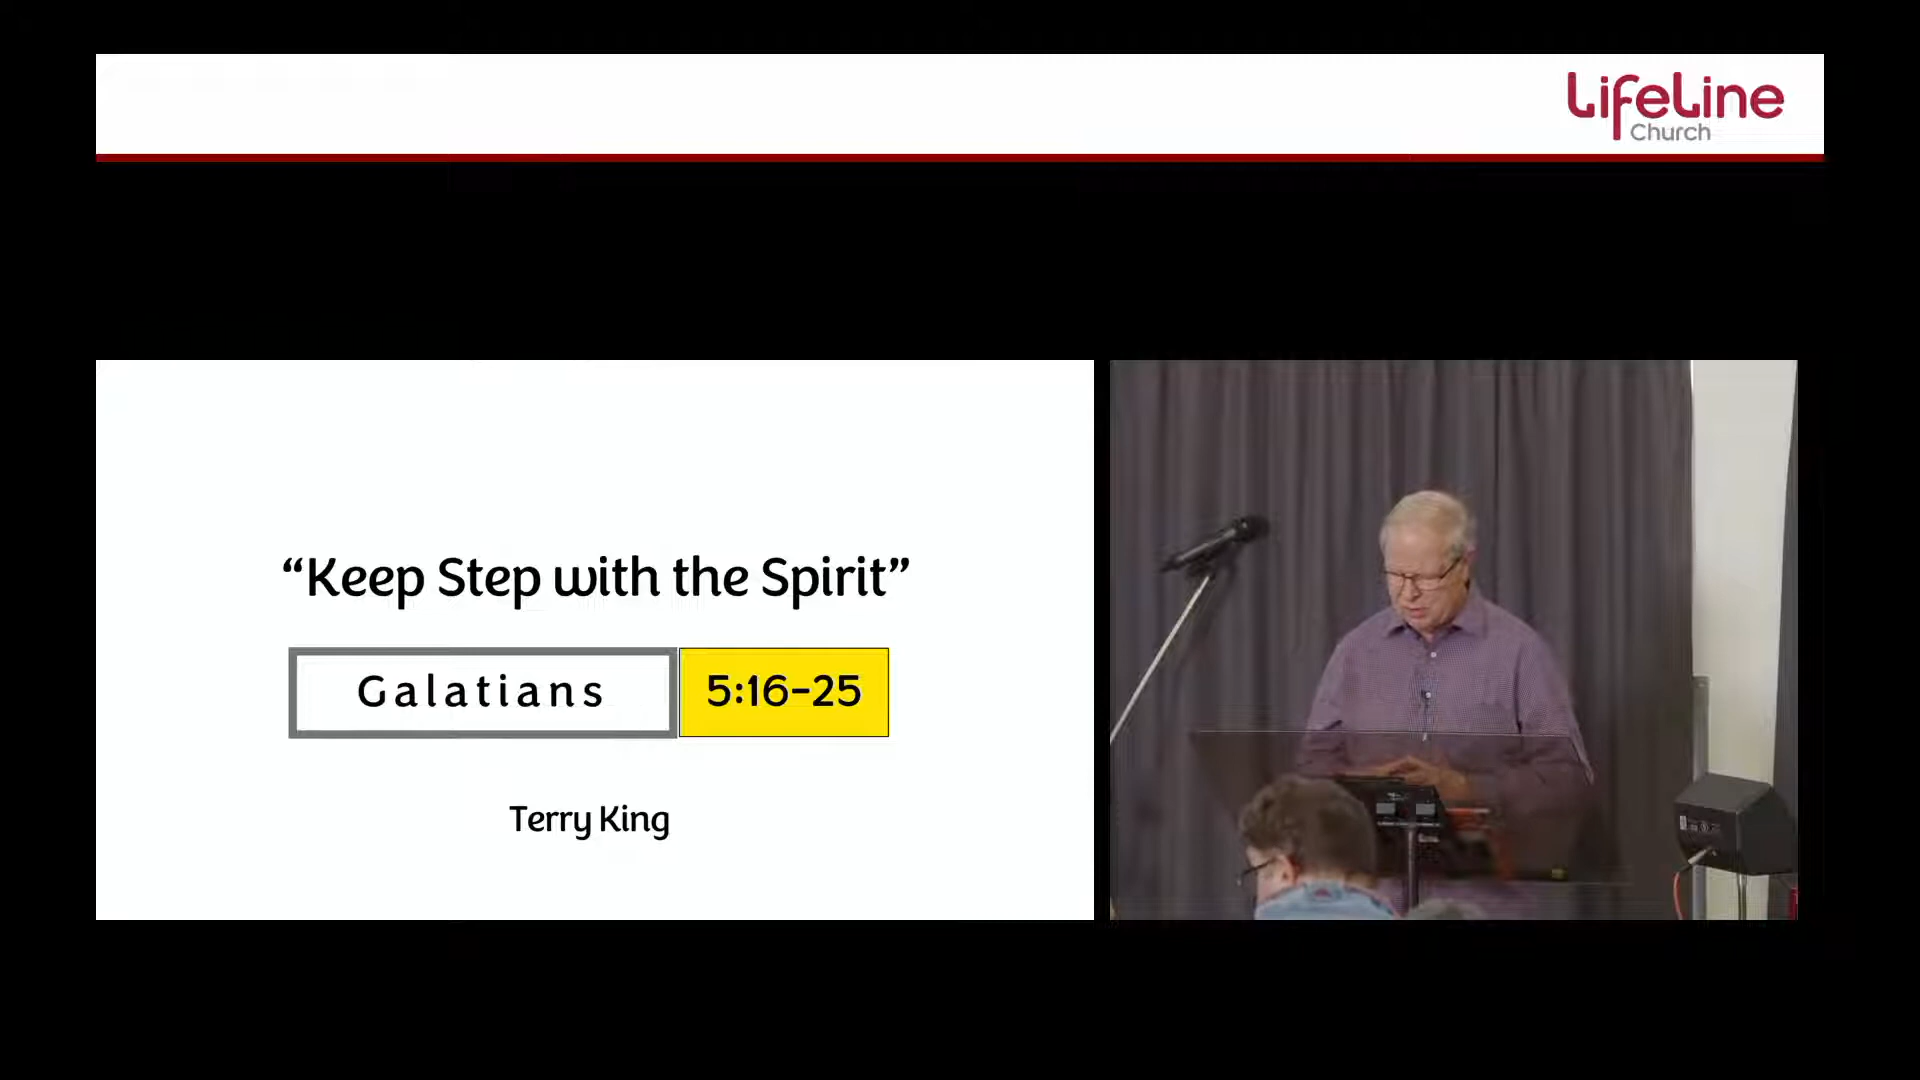 LifeLine
Church
“Keep Step with the Spirit”
Galatians 5:16-25
Terry King